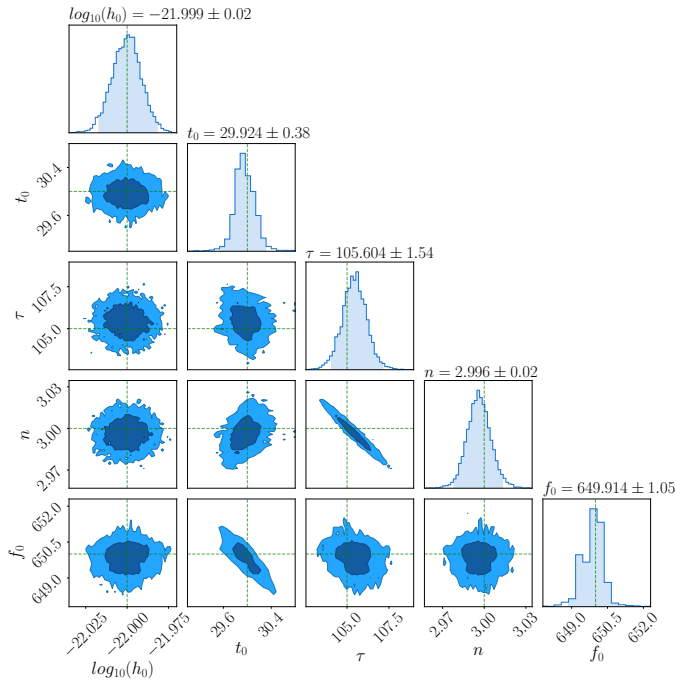 log₁₀(h₀) = −21.999 ± 0.02
t₀ = 29.924 ± 0.38
30.4
29.6
t₀
τ = 105.604 ± 1.54
107.5
105.0
τ
n = 2.996 ± 0.02
3.03
3.00
2.97
n
f₀ = 649.914 ± 1.05
652.0
650.5
649.0
f₀
−22.025 −22.000 −21.975
29.6 30.4
105.0 107.5
2.97 3.00 3.03
649.0 650.5 652.0
log₁₀(h₀) t₀ τ n f₀